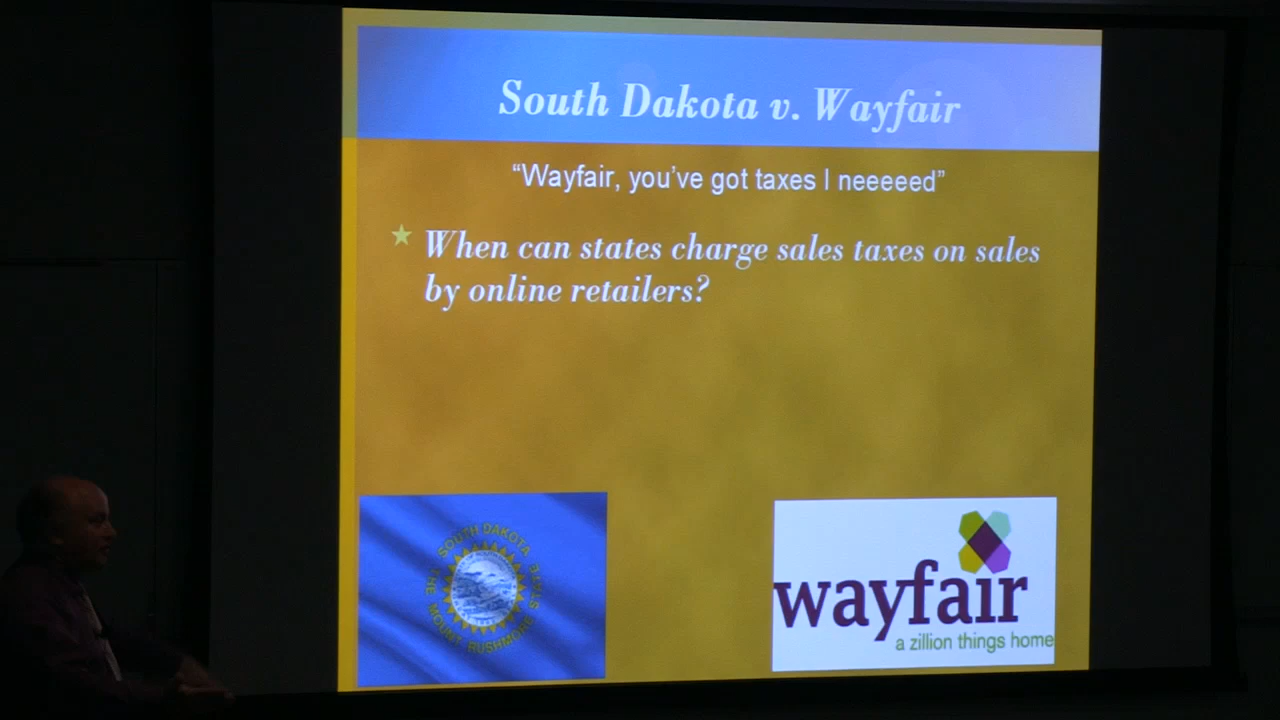 South Dakota v. Wayfair
“Wayfair, you’ve got taxes I neeeeed”
When can states charge sales taxes on sales
by online retailers?
SOUTH DAKOTA
THE MOUNT RUSHMORE STATE
wayfair
a zillion things home